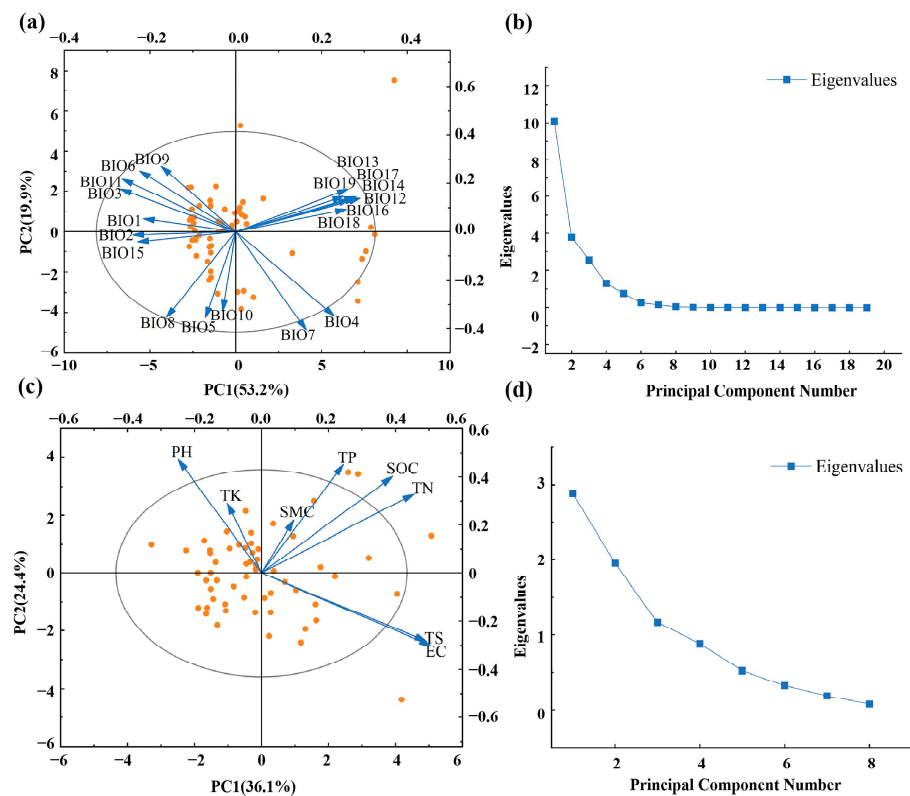 (a)
−0.4 −0.2 0.0 0.2 0.4
8
6
4
2
0
−2
−4
−6
PC2(19.9%)
0.6
0.4
0.2
0.0
−0.2
−0.4
BIO9
BIO6
BIO11
BIO3
BIO1
BIO2
BIO15
BIO13
BIO17
BIO19
BIO14
BIO12
BIO16
BIO18
BIO8
BIO5
BIO10
BIO7
BIO4
−10 −5 0 5 10
PC1(53.2%)
(b)
Eigenvalues
12
10
8
6
4
2
0
−2
Eigenvalues
2 4 6 8 10 12 14 16 18 20
Principal Component Number
(c)
−0.6 −0.4 −0.2 0.0 0.2 0.4 0.5 0.6
4
2
0
−2
−4
−6
PC2(24.4%)
0.6
0.4
0.2
0
−0.2
−0.4
−0.6
PH
TK
SMC
TP
SOC
TN
TS
EC
−6 −4 −2 0 2 4 6
PC1(36.1%)
(d)
Eigenvalues
3
2
1
0
Eigenvalues
2 4 6 8
Principal Component Number